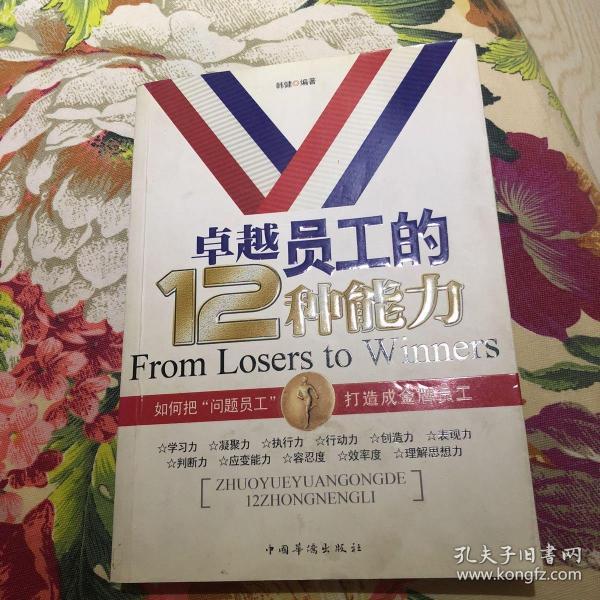 韩健◎编著
卓越员工的
12种能力
From Losers to Winners
如何把“问题员工” 打造成金牌员工
☆学习力 ☆凝聚力 ☆执行力 ☆行动力 ☆创造力 ☆表现力
☆判断力 ☆应变能力 ☆容忍度 ☆效率度 ☆理解思想力
[ZHUOYUEYUANGONGDE
12ZHONGNENGLI]
中国华侨出版社
孔夫子旧书网
www.kongfz.com